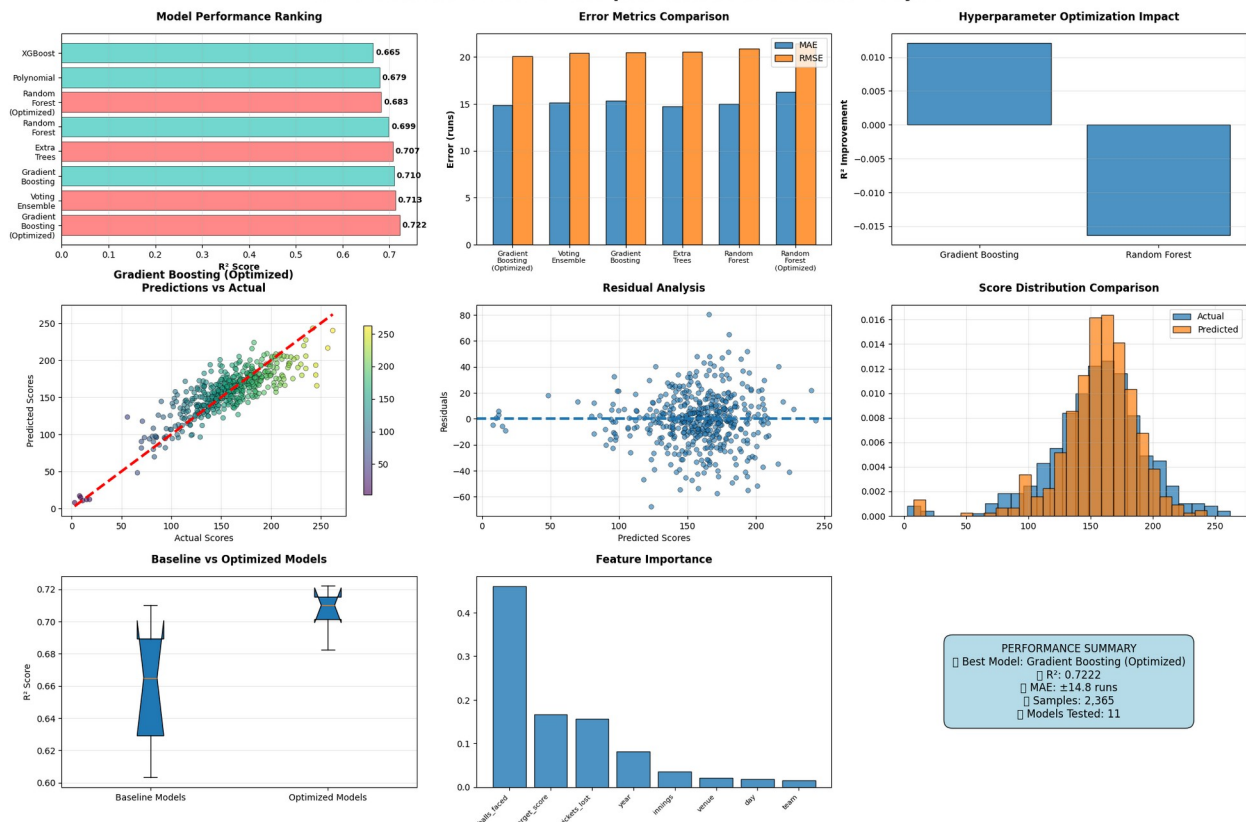 Model Performance Ranking
XGBoost
Polynomial
Random
Forest
(Optimized)
Random
Forest
Extra
Trees
Gradient
Boosting
Voting
Ensemble
Gradient
Boosting
(Optimized)
0.665
0.679
0.683
0.699
0.707
0.710
0.713
0.722
0.0 0.1 0.2 0.3 0.4 0.5 0.6 0.7
R² Score
Error Metrics Comparison
MAE
RMSE
Error (runs)
20
15
10
5
0
Gradient
Boosting
(Optimized)
Voting
Ensemble
Gradient
Boosting
Extra
Trees
Random
Forest
Random
Forest
(Optimized)
Hyperparameter Optimization Impact
R² Improvement
0.010
0.005
0.000
−0.005
−0.010
−0.015
Gradient Boosting Random Forest
Gradient Boosting (Optimized)
Predictions vs Actual
Predicted Scores
250
200
150
100
50
0
0 50 100 150 200 250
Actual Scores
250
200
150
100
50
Residual Analysis
Residuals
80
60
40
20
0
−20
−40
−60
0 50 100 150 200 250
Predicted Scores
Score Distribution Comparison
Actual
Predicted
0.016
0.014
0.012
0.010
0.008
0.006
0.004
0.002
0.000
0 50 100 150 200 250
Baseline vs Optimized Models
R² Score
0.72
0.70
0.68
0.66
0.64
0.62
0.60
Baseline Models Optimized Models
Feature Importance
0.4
0.3
0.2
0.1
0.0
year
innings
venue
day
team
PERFORMANCE SUMMARY
Best Model: Gradient Boosting (Optimized)
R²: 0.7222
MAE: ±14.8 runs
Samples: 2,365
Models Tested: 11